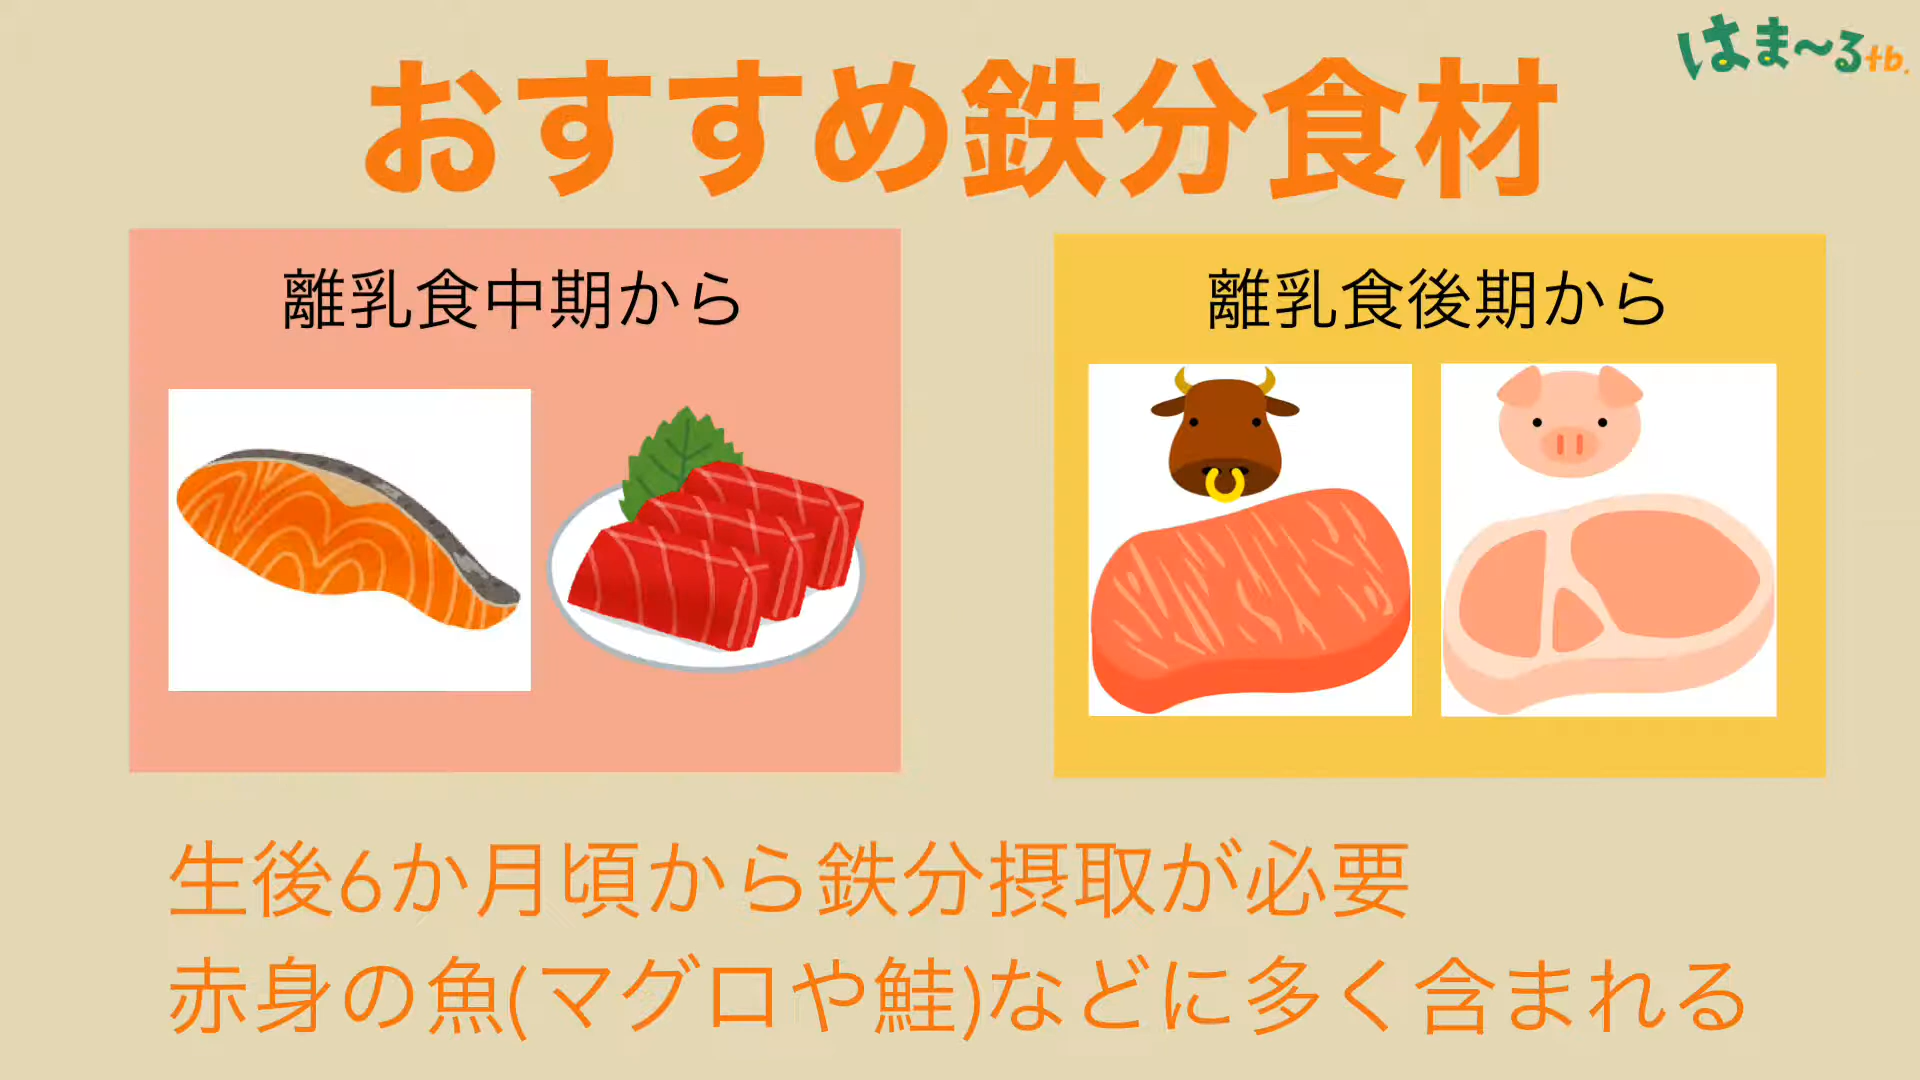 はま～るtb.
おすすめ鉄分食材
離乳食中期から
離乳食後期から
生後6か月頃から鉄分摂取が必要
赤身の魚(マグロや鮭)などに多く含まれる